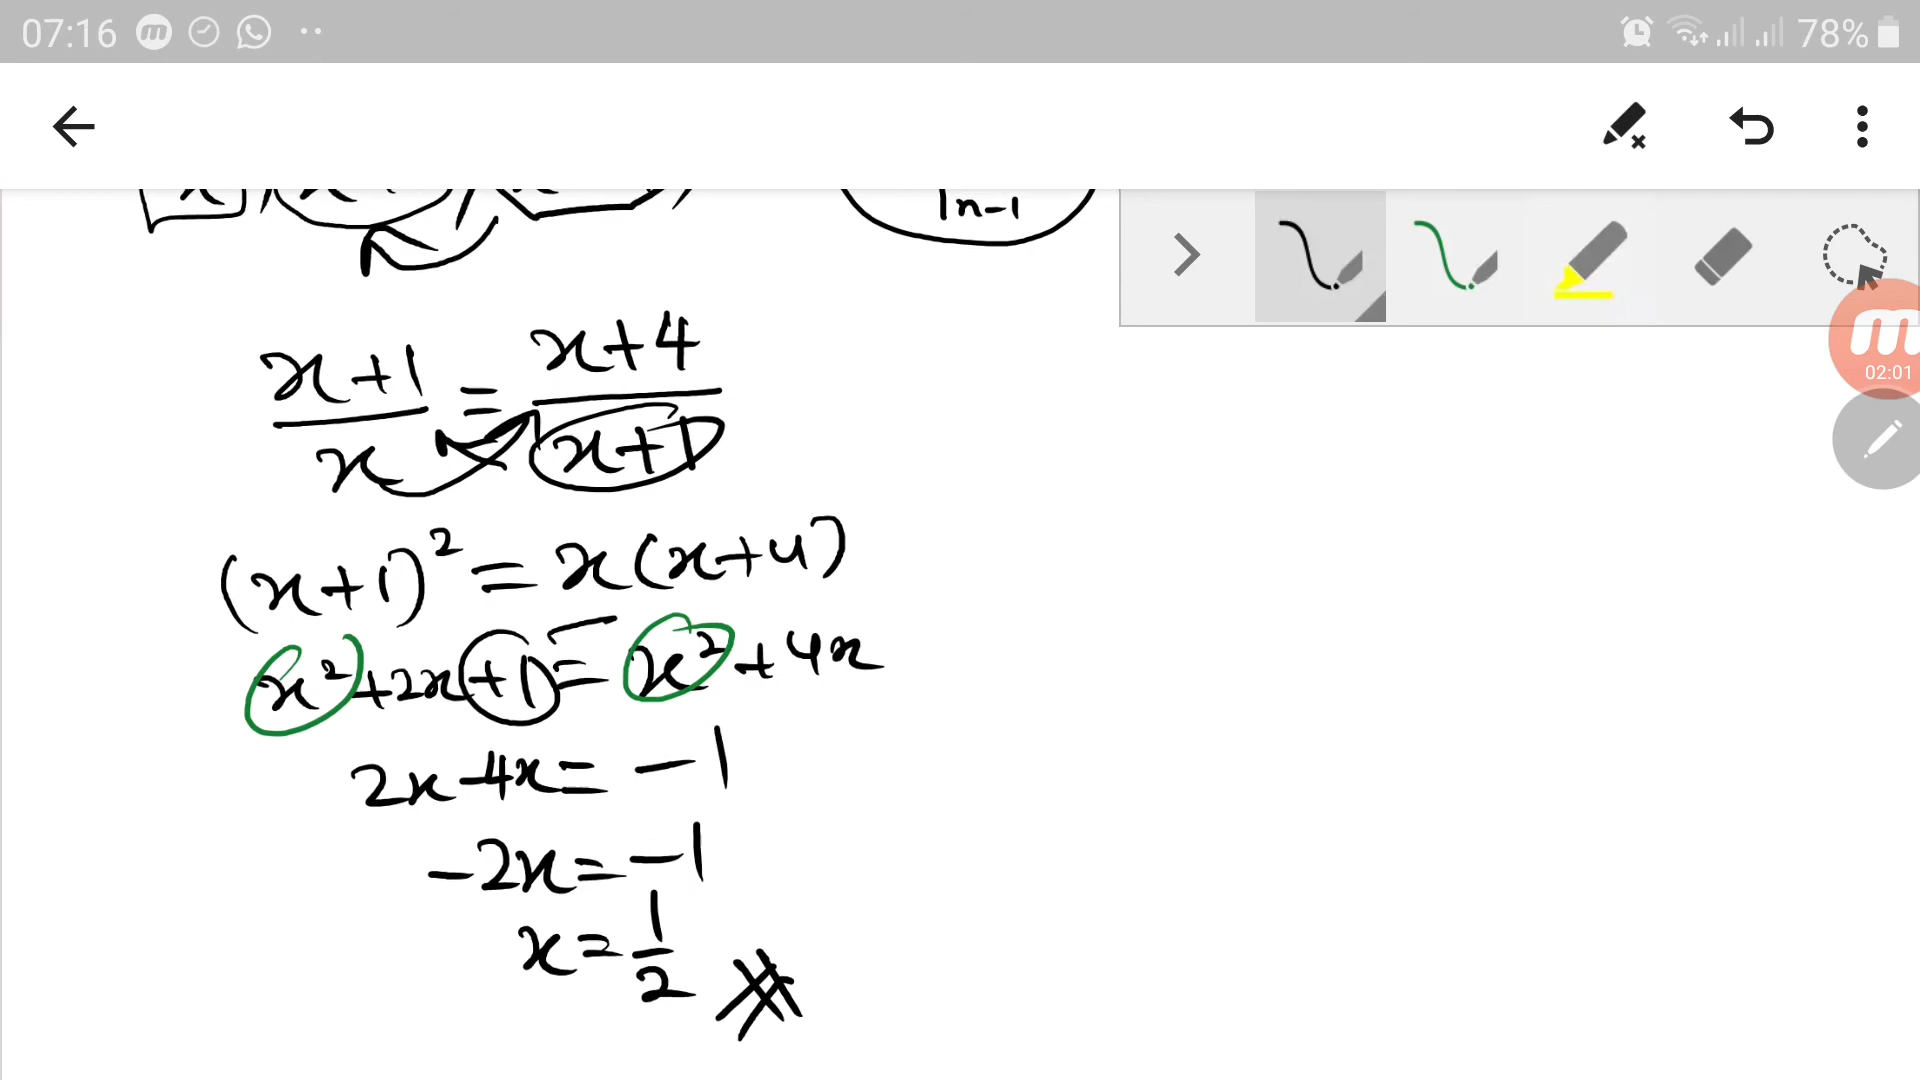 07:16 78%
n-1
x+1/x = x+4/x+1
02:01
(x+1)² = x(x+4)
x²+2x+1 = x²+4x
2x-4x = -1
-2x = -1
x = 1/2